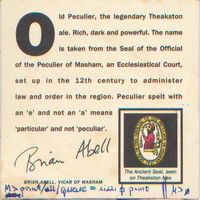 Old Peculier, the legendary Theakston
ale. Rich, dark and powerful. The name
is taken from the Seal of the Official
of the Peculier of Masham, an Ecclesiastical Court,
set up in the 12th century to administer
law and order in the region. Peculier spelt with
an 'e' and not an 'a' means
'particular' and not 'peculiar'.
Brian Abell
BRIAN ABELL, VICAR OF MASHAM
The Ancient Seal, seen
on Theakston Ales